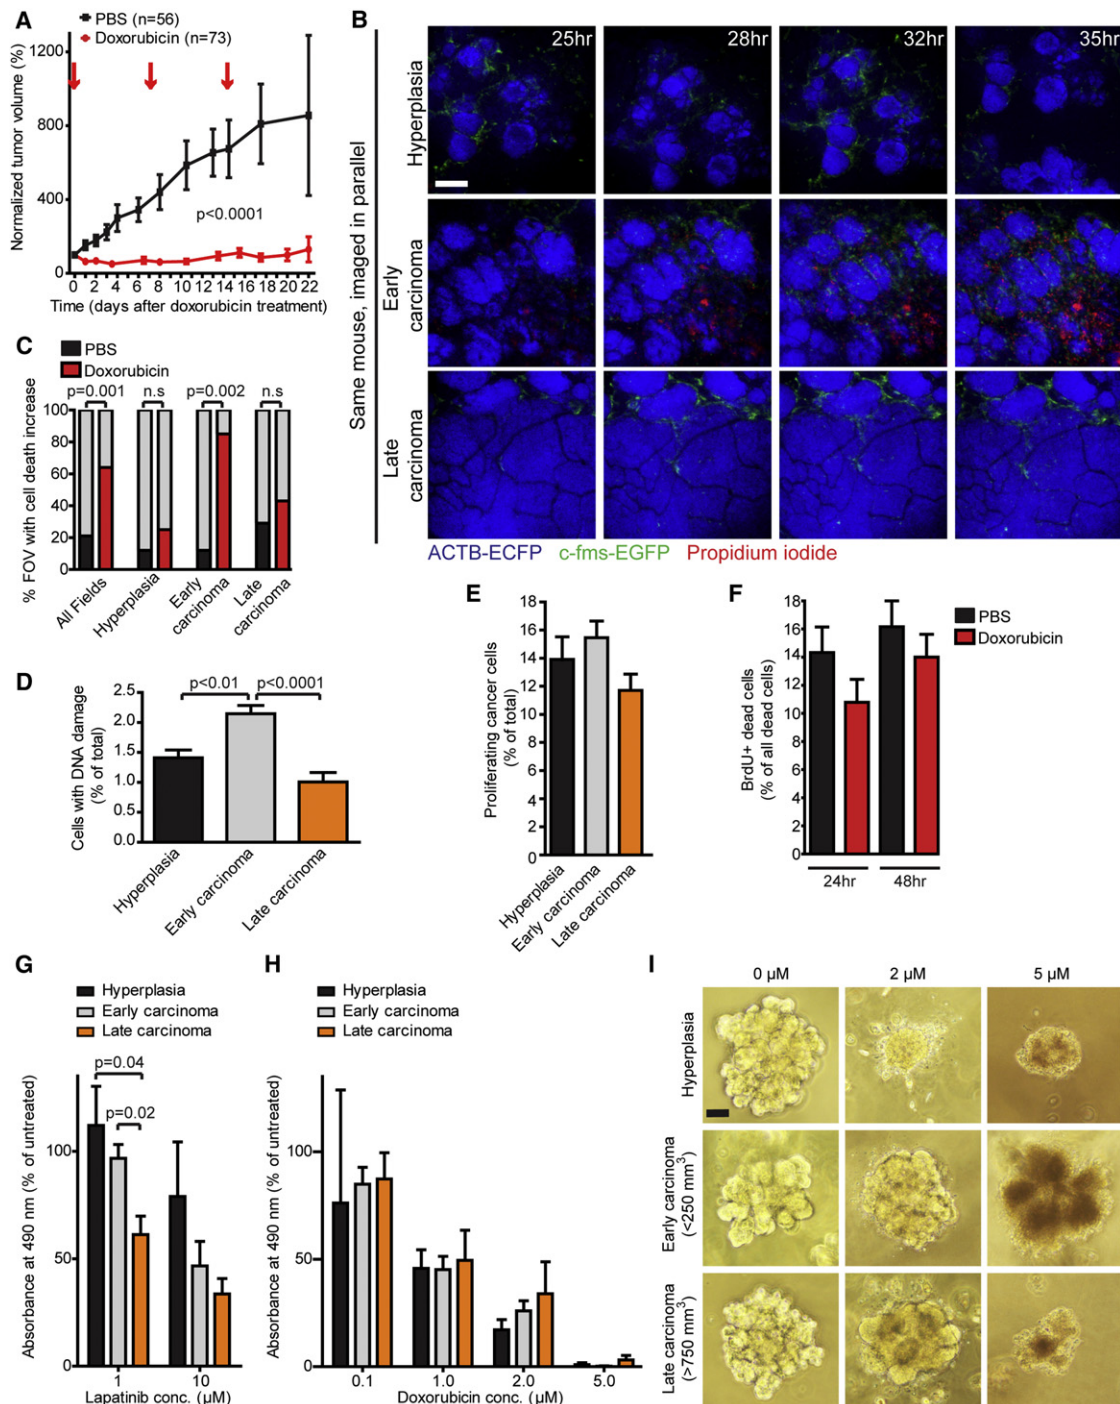 A
PBS (n=56)
Doxorubicin (n=73)
Normalized tumor volume (%)
1200
800
400
0
p<0.0001
0 2 4 6 8 10 12 14 16 18 20 22
Time (days after doxorubicin treatment)
B
Same mouse, imaged in parallel
25hr 28hr 32hr 35hr
Hyperplasia
Early carcinoma
Late carcinoma
ACTB-ECFP c-fms-EGFP Propidium iodide
C
PBS
Doxorubicin
p=0.001 n.s p=0.002 n.s
% FOV with cell death increase
100
80
60
40
20
0
All Fields
Hyperplasia
Early carcinoma
Late carcinoma
D
p<0.01 p<0.0001
Cells with DNA damage
(% of total)
2.5
2.0
1.5
1.0
0.5
0.0
Hyperplasia
Early carcinoma
Late carcinoma
E
Proliferating cancer cells
(% of total)
18
16
14
12
10
8
6
4
2
0
Hyperplasia
Early carcinoma
Late carcinoma
F
PBS
Doxorubicin
BrdU+ dead cells
(% of all dead cells)
18
16
14
12
10
8
6
4
2
0
24hr 48hr
G
Hyperplasia
Early carcinoma
Late carcinoma
p=0.04
p=0.02
Absorbance at 490 nm (% of untreated)
100
50
0
1 10
Lapatinib conc. (µM)
H
Hyperplasia
Early carcinoma
Late carcinoma
Absorbance at 490 nm (% of untreated)
100
50
0
0.1 1.0 2.0 5.0
Doxorubicin conc. (µM)
I
0 µM 2 µM 5 µM
Hyperplasia
Early carcinoma
(<250 mm³)
Late carcinoma
(>750 mm³)